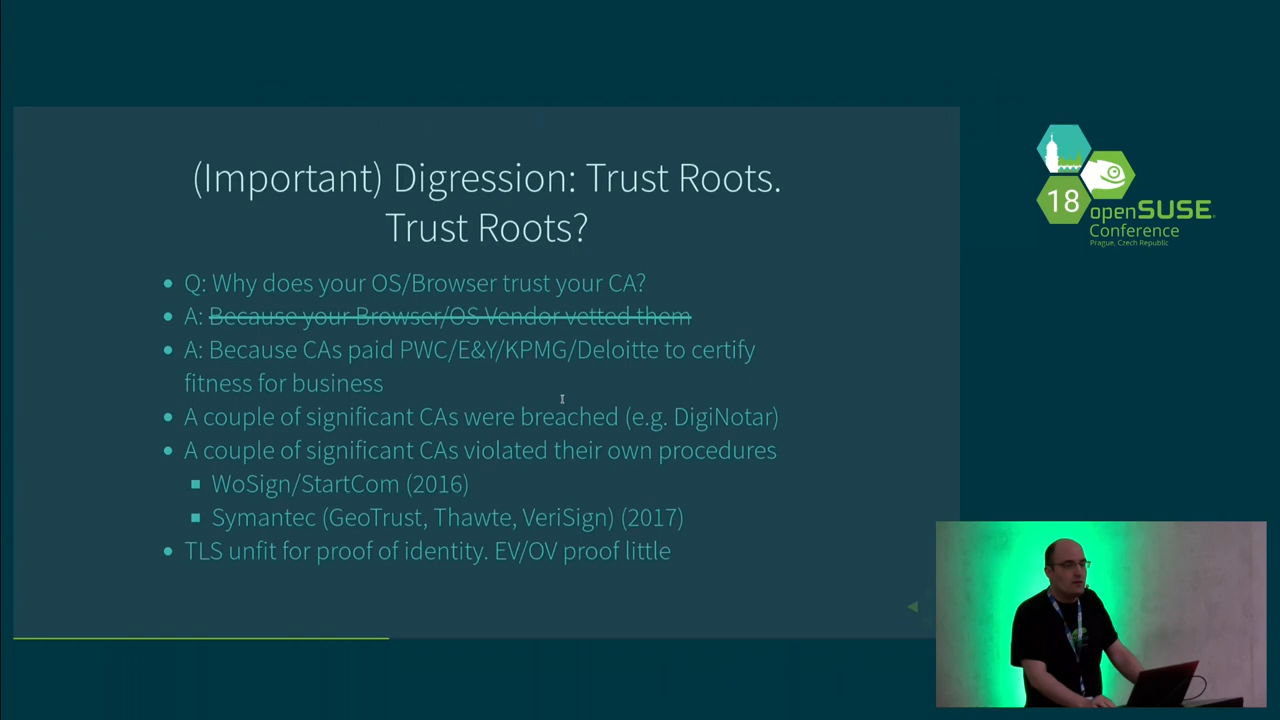 (Important) Digression: Trust Roots.
Trust Roots?
Q: Why does your OS/Browser trust your CA?
A: Because your Browser/OS Vendor vetted them
A: Because CAs paid PWC/E&Y/KPMG/Deloitte to certify
fitness for business
A couple of significant CAs were breached (e.g. DigiNotar)
A couple of significant CAs violated their own procedures
WoSign/StartCom (2016)
Symantec (GeoTrust, Thawte, VeriSign) (2017)
TLS unfit for proof of identity. EV/OV proof little
18
openSUSE
Conference
Prague, Czech Republic